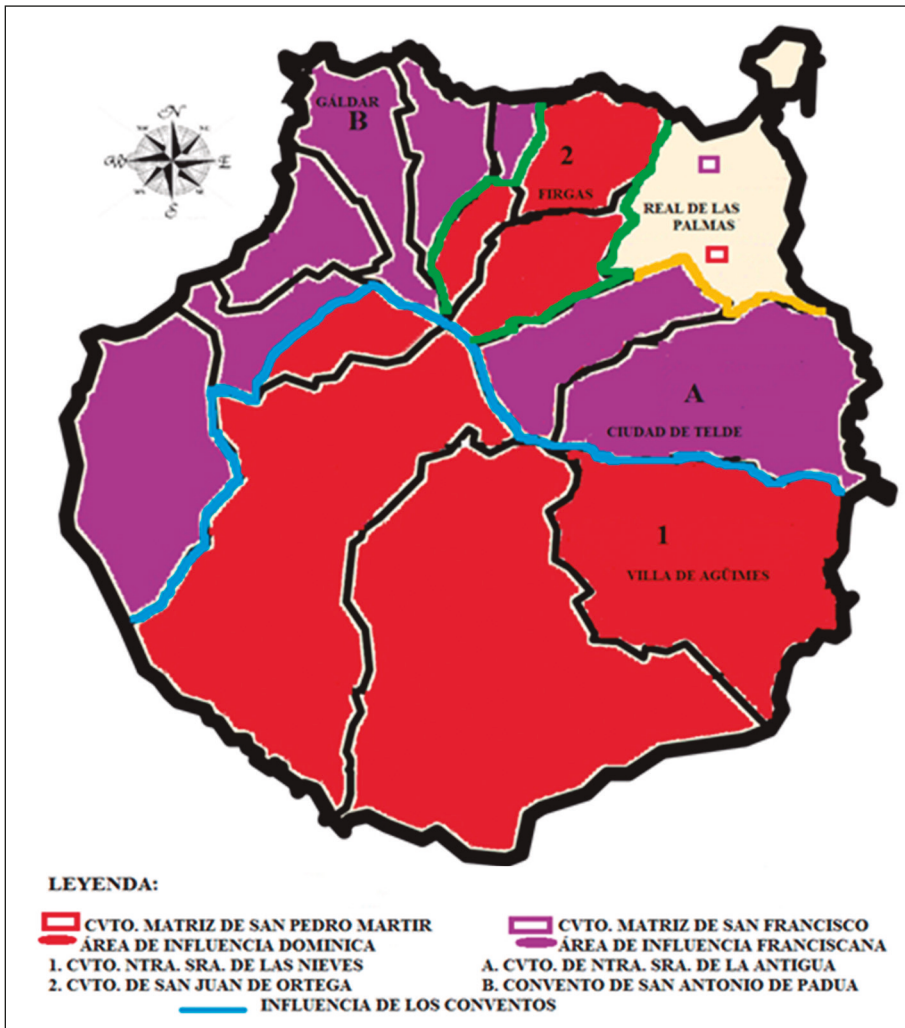 GÁLDAR
B
N
W
E
S
2
FIRGAS
REAL DE LAS
PALMAS
A
CIUDAD DE TELDE
1
VILLA DE AGÜIMES
LEYENDA:
CVTO. MATRIZ DE SAN PEDRO MARTIR
ÁREA DE INFLUENCIA DOMINICA
1. CVTO. NTRA. SRA. DE LAS NIEVES
2. CVTO. DE SAN JUAN DE ORTEGA
CVTO. MATRIZ DE SAN FRANCISCO
ÁREA DE INFLUENCIA FRANCISCANA
A. CVTO. DE NTRA. SRA. DE LA ANTIGUA
B. CONVENTO DE SAN ANTONIO DE PADUA
INFLUENCIA DE LOS CONVENTOS